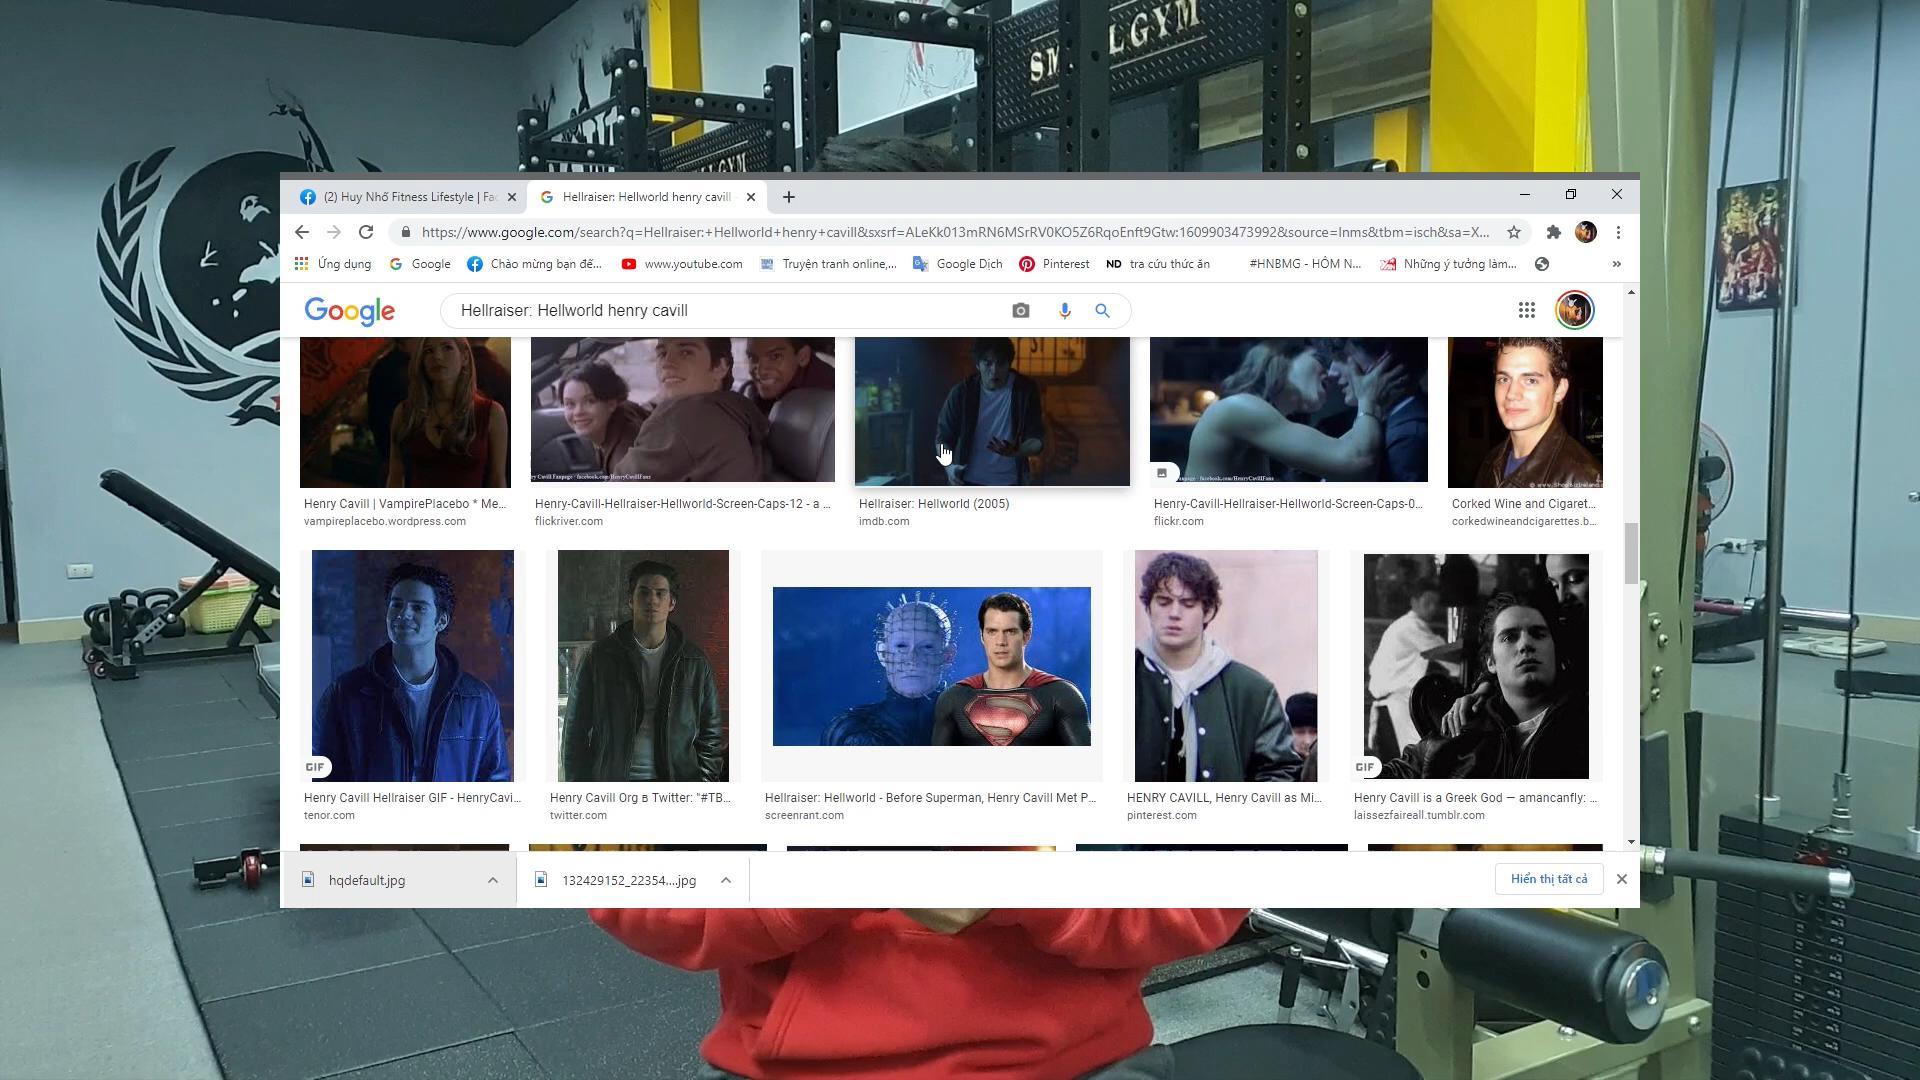 SM LGYM
LGYM
(2) Huy Nhố Fitness Lifestyle | Fac
Hellraiser: Hellworld henry cavill
https://www.google.com/search?q=Hellraiser:+Hellworld+henry+cavill&sxsrf=ALeKk013mRN6MSrRV0KO5Z6RqoEnft9Gtw:1609903473992&source=lnms&tbm=isch&sa=X...
Ứng dụng Google Chào mừng bạn đế... www.youtube.com Truyện tranh online,... Google Dịch Pinterest ND tra cứu thức ăn #HNBMG - HÔM N... Những ý tưởng làm... »
Google Hellraiser: Hellworld henry cavill
Henry Cavill | VampirePlacebo * Me...
vampireplacebo.wordpress.com
Henry-Cavill-Hellraiser-Hellworld-Screen-Caps-12 - a ...
flickriver.com
Hellraiser: Hellworld (2005)
imdb.com
Henry-Cavill-Hellraiser-Hellworld-Screen-Caps-0...
flickr.com
Corked Wine and Cigaret...
corkedwineandcigarettes.b...
GIF
Henry Cavill Hellraiser GIF - HenryCavi...
tenor.com
Henry Cavill Org в Twitter: "#TB...
twitter.com
Hellraiser: Hellworld - Before Superman, Henry Cavill Met P...
screenrant.com
HENRY CAVILL, Henry Cavill as Mi...
pinterest.com
GIF
Henry Cavill is a Greek God — amancanfly: ...
laissezfaireall.tumblr.com
hqdefault.jpg
132429152_22354....jpg
Hiển thị tất cả